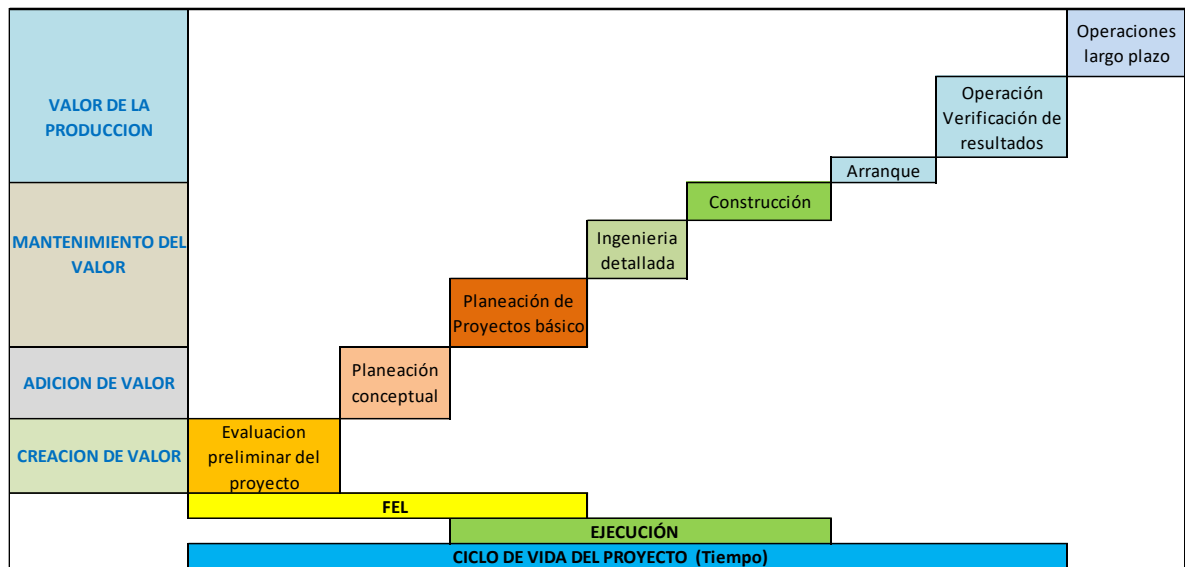 Operaciones
largo plazo
VALOR DE LA
PRODUCCION
Operación
Verificación de
resultados
Arranque
Construcción
MANTENIMIENTO DEL
VALOR
Ingenieria
detallada
Planeación de
Proyectos básico
ADICION DE VALOR
Planeación
conceptual
CREACION DE VALOR
Evaluacion
preliminar del
proyecto
FEL
EJECUCIÓN
CICLO DE VIDA DEL PROYECTO (Tiempo)